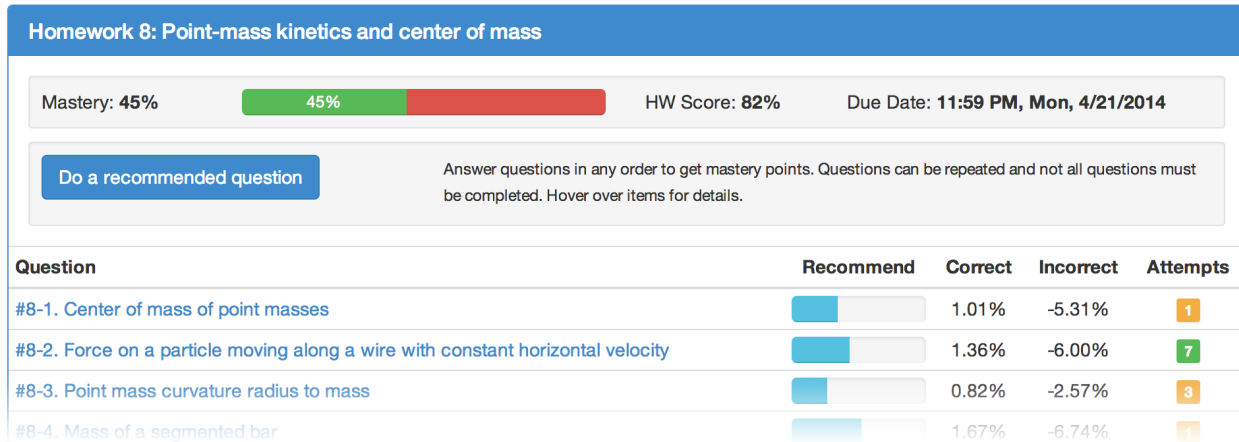 Homework 8: Point-mass kinetics and center of mass
Mastery: 45% 45% HW Score: 82% Due Date: 11:59 PM, Mon, 4/21/2014
Do a recommended question
Answer questions in any order to get mastery points. Questions can be repeated and not all questions must
be completed. Hover over items for details.
Question Recommend Correct Incorrect Attempts
#8-1. Center of mass of point masses 1.01% -5.31% 1
#8-2. Force on a particle moving along a wire with constant horizontal velocity 1.36% -6.00% 7
#8-3. Point mass curvature radius to mass 0.82% -2.57% 3
#8-4. Mass of a segmented bar 1.67% -6.74% 1